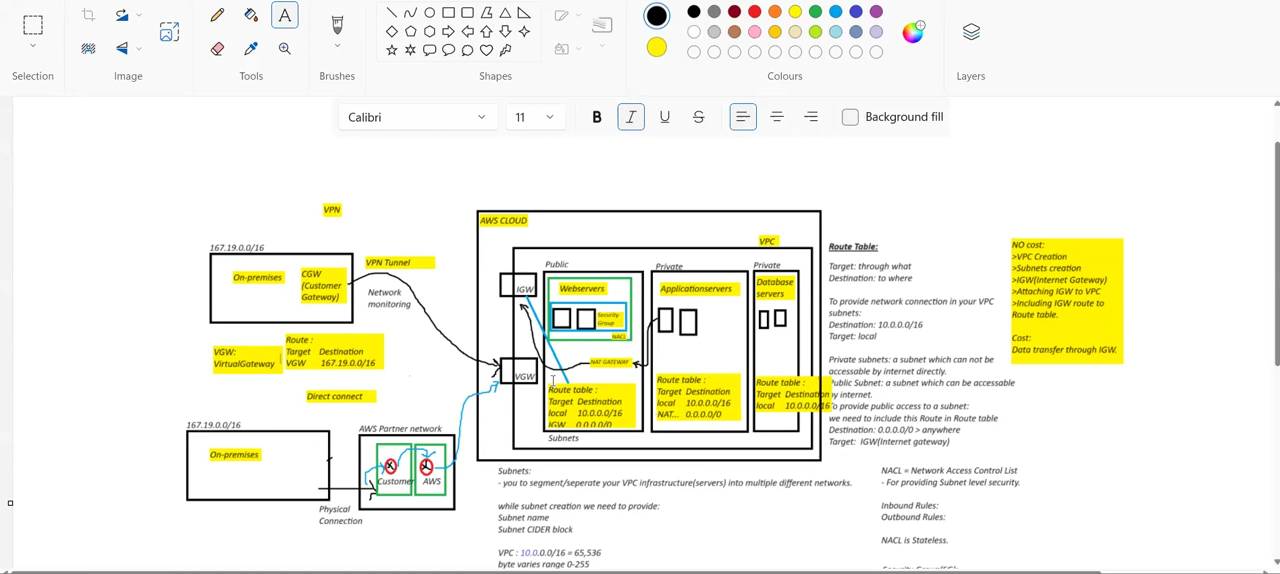 Selection
Image
Tools
Brushes
Shapes
Colours
Layers
Calibri
11
B
I
U
S
Background fill
VPN
167.19.0.0/16
On-premises
CGW
(Customer
Gateway)
VPN Tunnel
Network
monitoring
Route :
Target Destination
VGW 167.19.0.0/16
VGW:
VirtualGateway
Direct connect
167.19.0.0/16
On-premises
AWS Partner network
Customer
AWS
Physical
Connection
AWS CLOUD
VPC
IGW
VGW
Public
Webservers
Security
Group
NACL
NAT GATEWAY
Route table :
Target Destination
local 10.0.0.0/16
IGW 0.0.0.0/0
Subnets
Private
Applicationservers
Route table :
Target Destination
local 10.0.0.0/16
NAT... 0.0.0.0/0
Private
Database
servers
Route table :
Target Destination
local 10.0.0.0/16
Route Table:
Target: through what
Destination: to where
To provide network connection in your VPC
subnets:
Destination: 10.0.0.0/16
Target: local
Private subnets: a subnet which can not be
accessable by internet directly.
Public Subnet: a subnet which can be accessable
by internet.
To provide public access to a subnet:
we need to include this Route in Route table
Destination: 0.0.0.0/0 > anywhere
Target: IGW(Internet gateway)
NO cost:
>VPC Creation
>Subnets creation
>IGW(Internet Gateway)
>Attaching IGW to VPC
>Including IGW route to
Route table.
Cost:
Data transfer through IGW.
Subnets:
- you to segment/seperate your VPC infrastructure(servers) into multiple different networks.
while subnet creation we need to provide:
Subnet name
Subnet CIDER block
VPC : 10.0.0.0/16 = 65,536
byte varies range 0-255
NACL = Network Access Control List
- For providing Subnet level security.
Inbound Rules:
Outbound Rules:
NACL is Stateless.